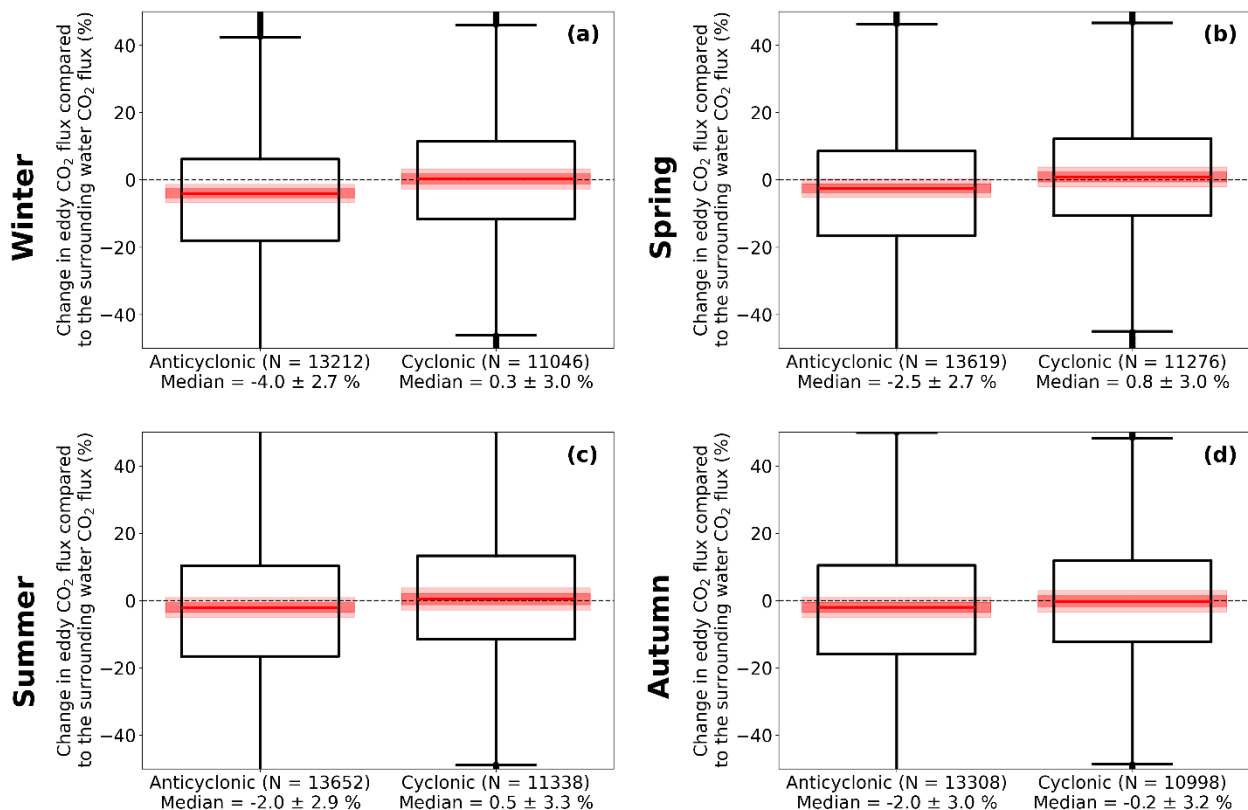 Winter
Change in eddy CO₂ flux compared
to the surrounding water CO₂ flux (%)
40
20
0
−20
−40
(a)
Anticyclonic (N = 13212)
Median = -4.0 ± 2.7 %
Cyclonic (N = 11046)
Median = 0.3 ± 3.0 %
Spring
Change in eddy CO₂ flux compared
to the surrounding water CO₂ flux (%)
40
20
0
−20
−40
(b)
Anticyclonic (N = 13619)
Median = -2.5 ± 2.7 %
Cyclonic (N = 11276)
Median = 0.8 ± 3.0 %
Summer
Change in eddy CO₂ flux compared
to the surrounding water CO₂ flux (%)
40
20
0
−20
−40
(c)
Anticyclonic (N = 13652)
Median = -2.0 ± 2.9 %
Cyclonic (N = 11338)
Median = 0.5 ± 3.3 %
Autumn
Change in eddy CO₂ flux compared
to the surrounding water CO₂ flux (%)
40
20
0
−20
−40
(d)
Anticyclonic (N = 13308)
Median = -2.0 ± 3.0 %
Cyclonic (N = 10998)
Median = -0.2 ± 3.2 %